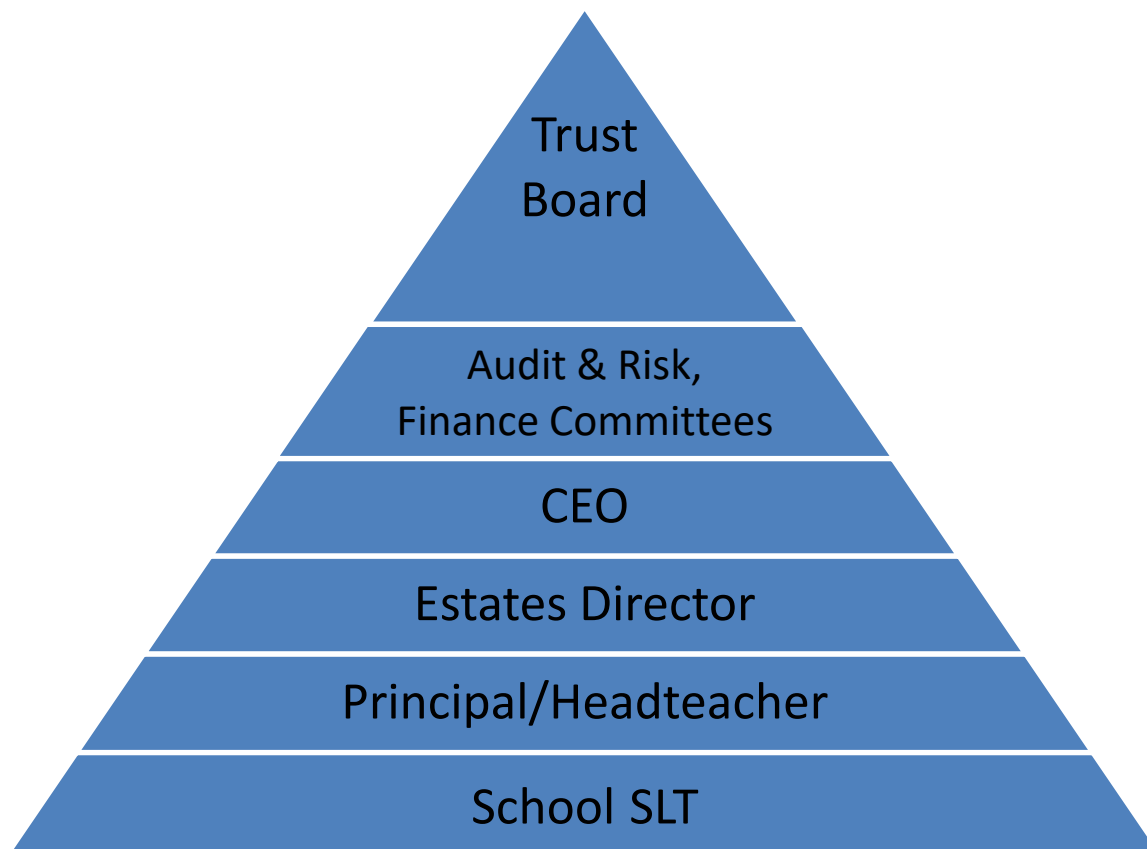 Trust
Board
Audit & Risk,
Finance Committees
CEO
Estates Director
Principal/Headteacher
School SLT